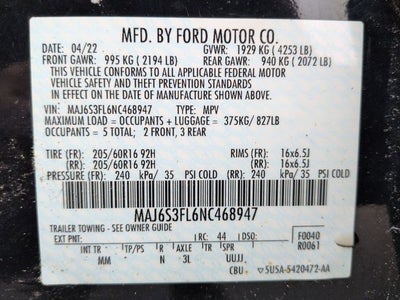 MFD. BY FORD MOTOR CO.
04/22 GVWR: 1929 KG (4253 LB)
FRONT GAWR: 995 KG (2194 LB) REAR GAWR: 940 KG (2072 LB)
THIS VEHICLE CONFORMS TO ALL APPLICABLE FEDERAL MOTOR
VEHICLE SAFETY AND THEFT PREVENTION STANDARDS
IN EFFECT ON THE DATE OF MANUFACTURE SHOWN ABOVE.
VIN: MAJ6S3FL6NC468947 TYPE: MPV
MAXIMUM LOAD = OCCUPANTS + LUGGAGE = 375KG/827LB
OCCUPANTS = 5 TOTAL; 2 FRONT, 3 REAR
TIRE (FR): 205/60R16 92H RIMS (FR): 16x6.5J
(RR): 205/60R16 92H (RR): 16x6.5J
PRESSURE (FR): 240 kPa/ 35 PSI COLD (RR): 240 kPa/ 35 PSI COLD
MAJ6S3FL6NC468947
TRAILER TOWING - SEE OWNER MANUAL
EXT PNT: RC: 44 DSO: F0040
INT TR TP/PS R AXLE TR SPR R0061
MM N 3L UUJJ
CBU 5USA-5420472-AA